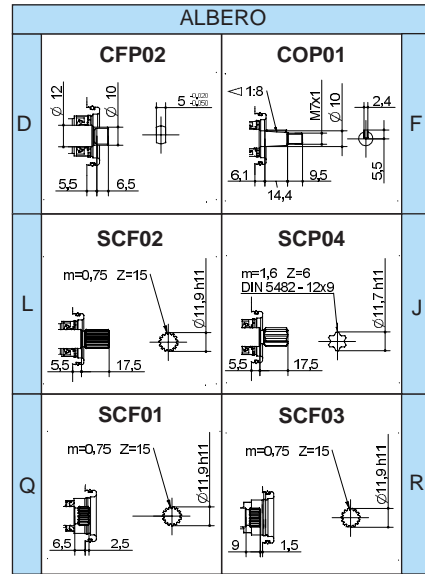 ALBERO
D
CFP02
Ø 12
Ø 10
5 -0,020 -0,050
5,5
6,5
COP01
◁ 1:8
M7x1
Ø 10
2,4
5,5
6,1
14,4
9,5
F
L
SCF02
m=0,75 Z=15
Ø11,9 h11
5,5
17,5
SCP04
m=1,6 Z=6
DIN 5482 - 12x9
Ø11,7 h11
5,5
17,5
J
Q
SCF01
m=0,75 Z=15
Ø11,9 h11
6,5
2,5
SCF03
m=0,75 Z=15
Ø11,9 h11
9
1,5
R